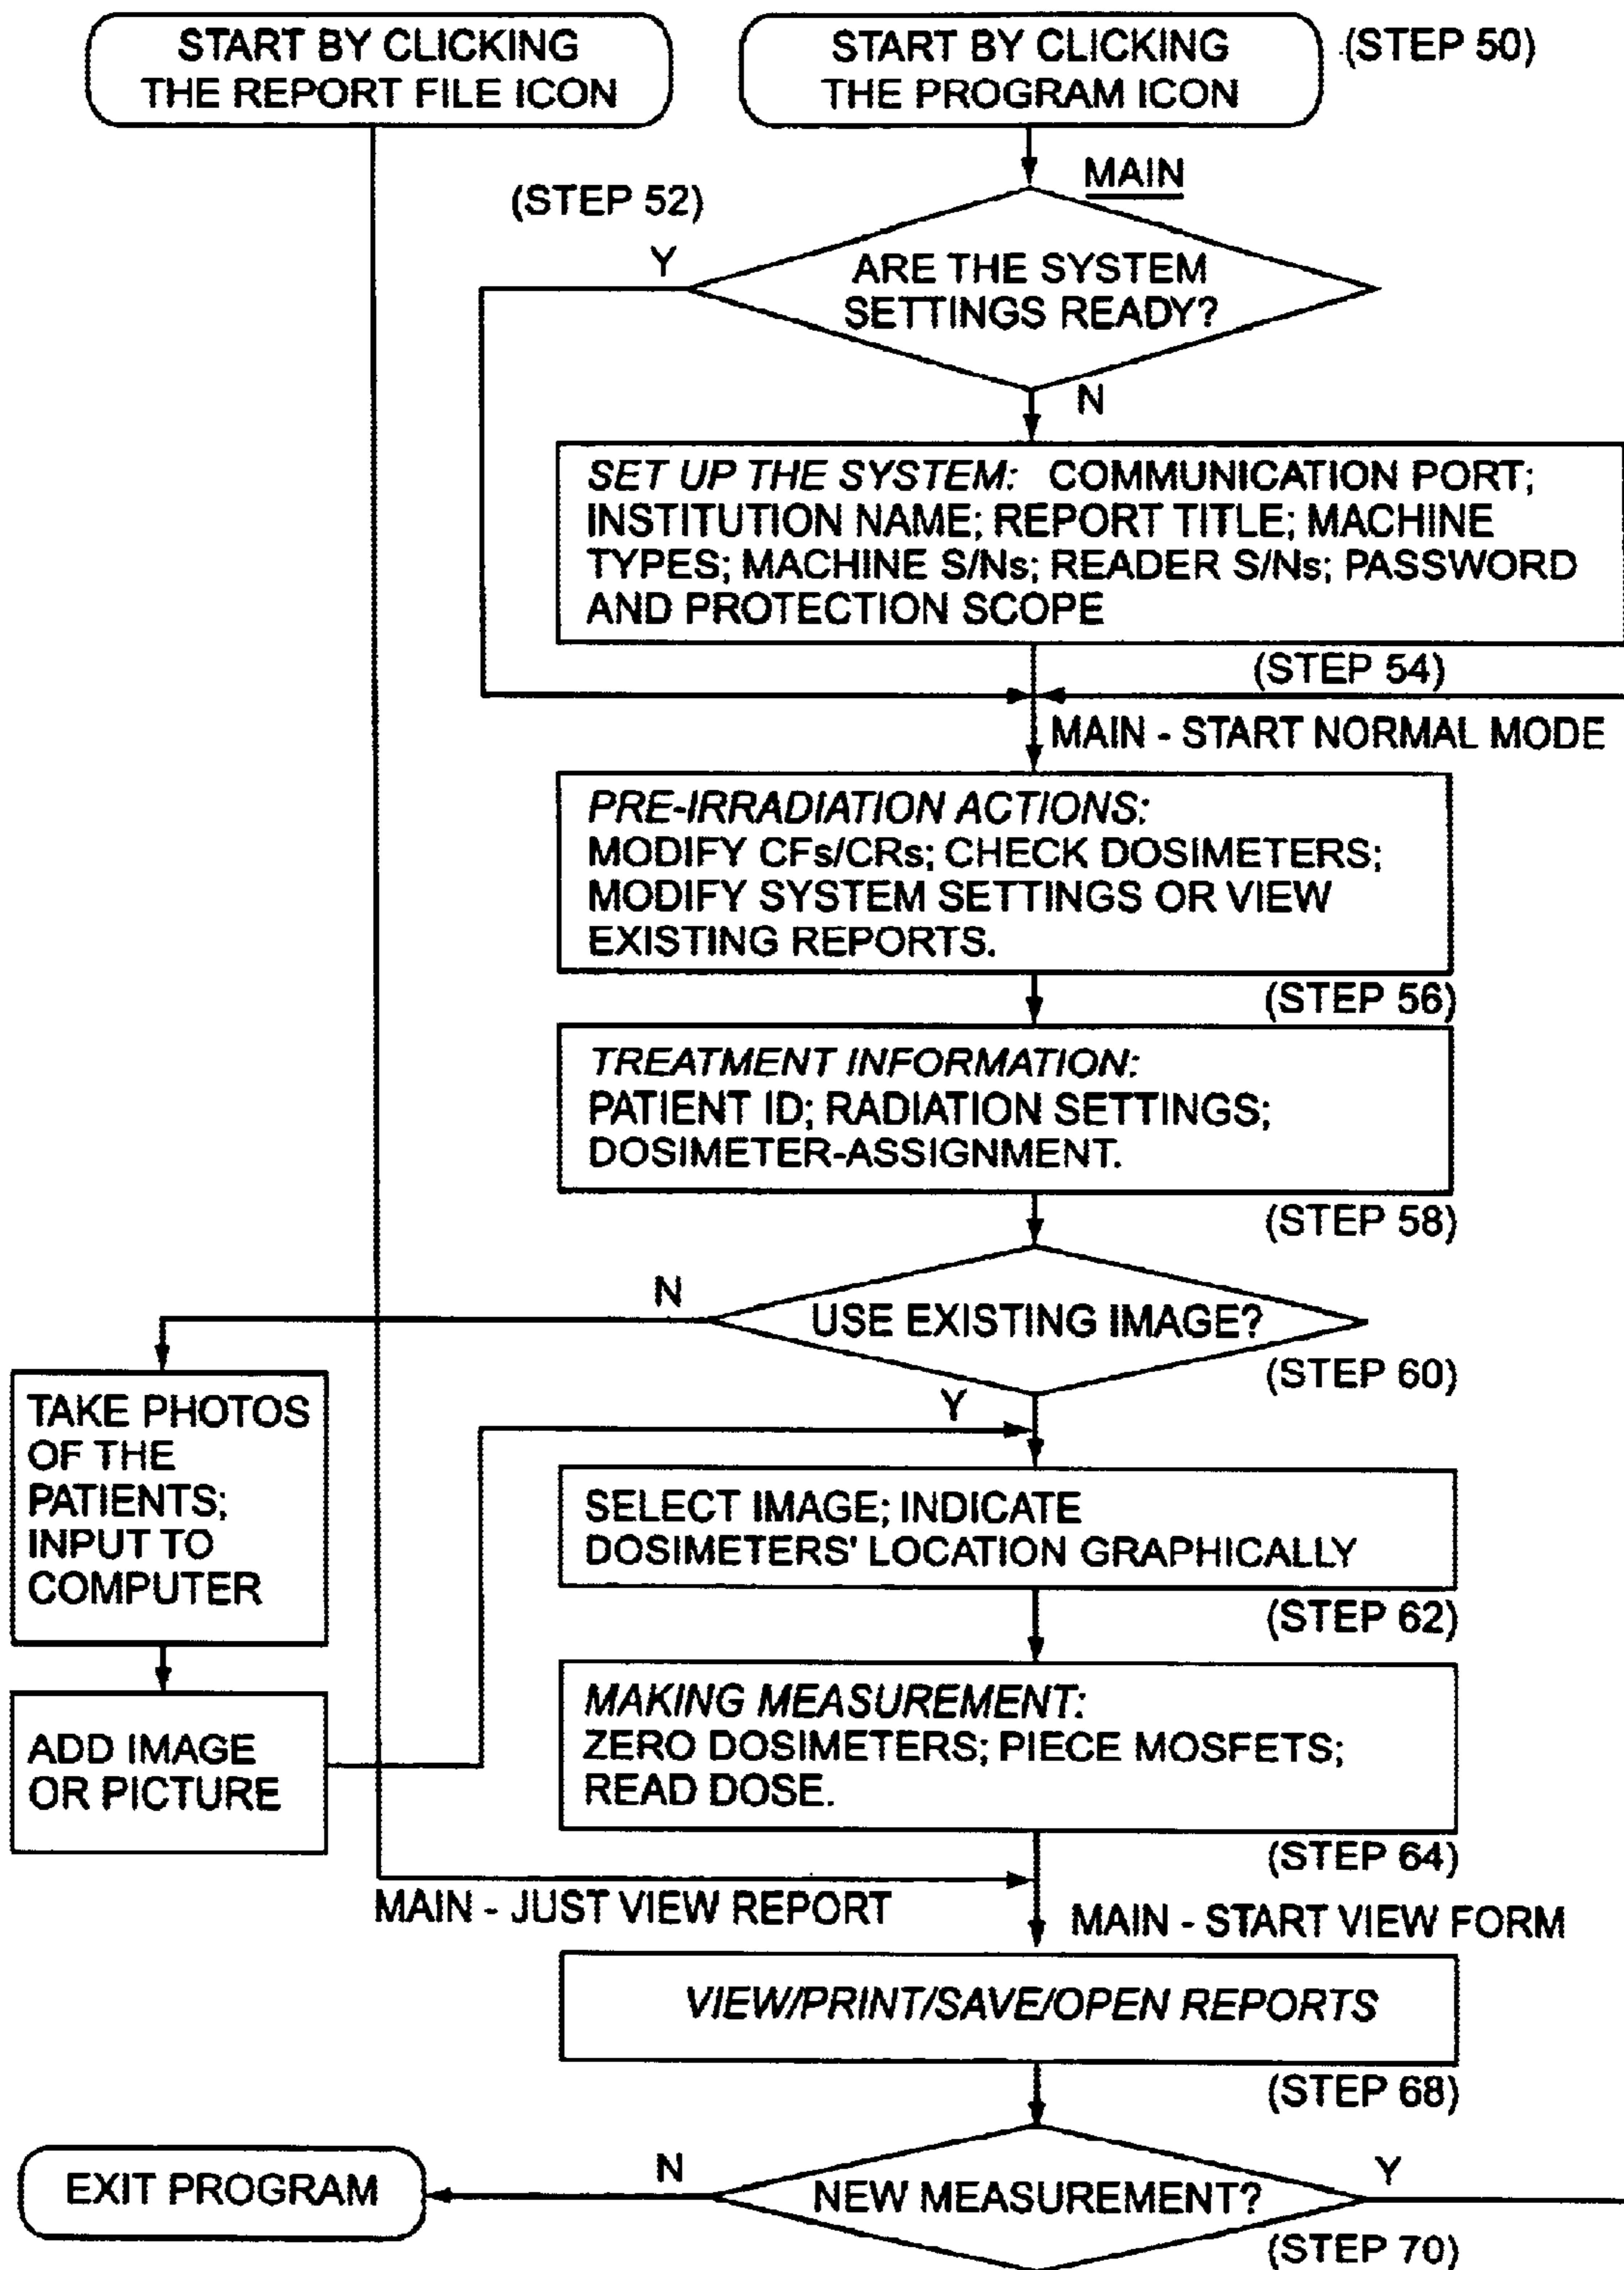 START BY CLICKING
THE REPORT FILE ICON
START BY CLICKING
THE PROGRAM ICON
(STEP 50)
MAIN
(STEP 52)
Y
ARE THE SYSTEM
SETTINGS READY?
N
SET UP THE SYSTEM: COMMUNICATION PORT;
INSTITUTION NAME; REPORT TITLE; MACHINE
TYPES; MACHINE S/Ns; READER S/Ns; PASSWORD
AND PROTECTION SCOPE
(STEP 54)
MAIN - START NORMAL MODE
PRE-IRRADIATION ACTIONS:
MODIFY CFs/CRs; CHECK DOSIMETERS;
MODIFY SYSTEM SETTINGS OR VIEW
EXISTING REPORTS.
(STEP 56)
TREATMENT INFORMATION:
PATIENT ID; RADIATION SETTINGS;
DOSIMETER-ASSIGNMENT.
(STEP 58)
N
USE EXISTING IMAGE?
(STEP 60)
Y
TAKE PHOTOS
OF THE
PATIENTS;
INPUT TO
COMPUTER
SELECT IMAGE; INDICATE
DOSIMETERS' LOCATION GRAPHICALLY
(STEP 62)
ADD IMAGE
OR PICTURE
MAKING MEASUREMENT:
ZERO DOSIMETERS; PIECE MOSFETS;
READ DOSE.
(STEP 64)
MAIN - JUST VIEW REPORT
MAIN - START VIEW FORM
VIEW/PRINT/SAVE/OPEN REPORTS
(STEP 68)
EXIT PROGRAM
N
NEW MEASUREMENT?
Y
(STEP 70)